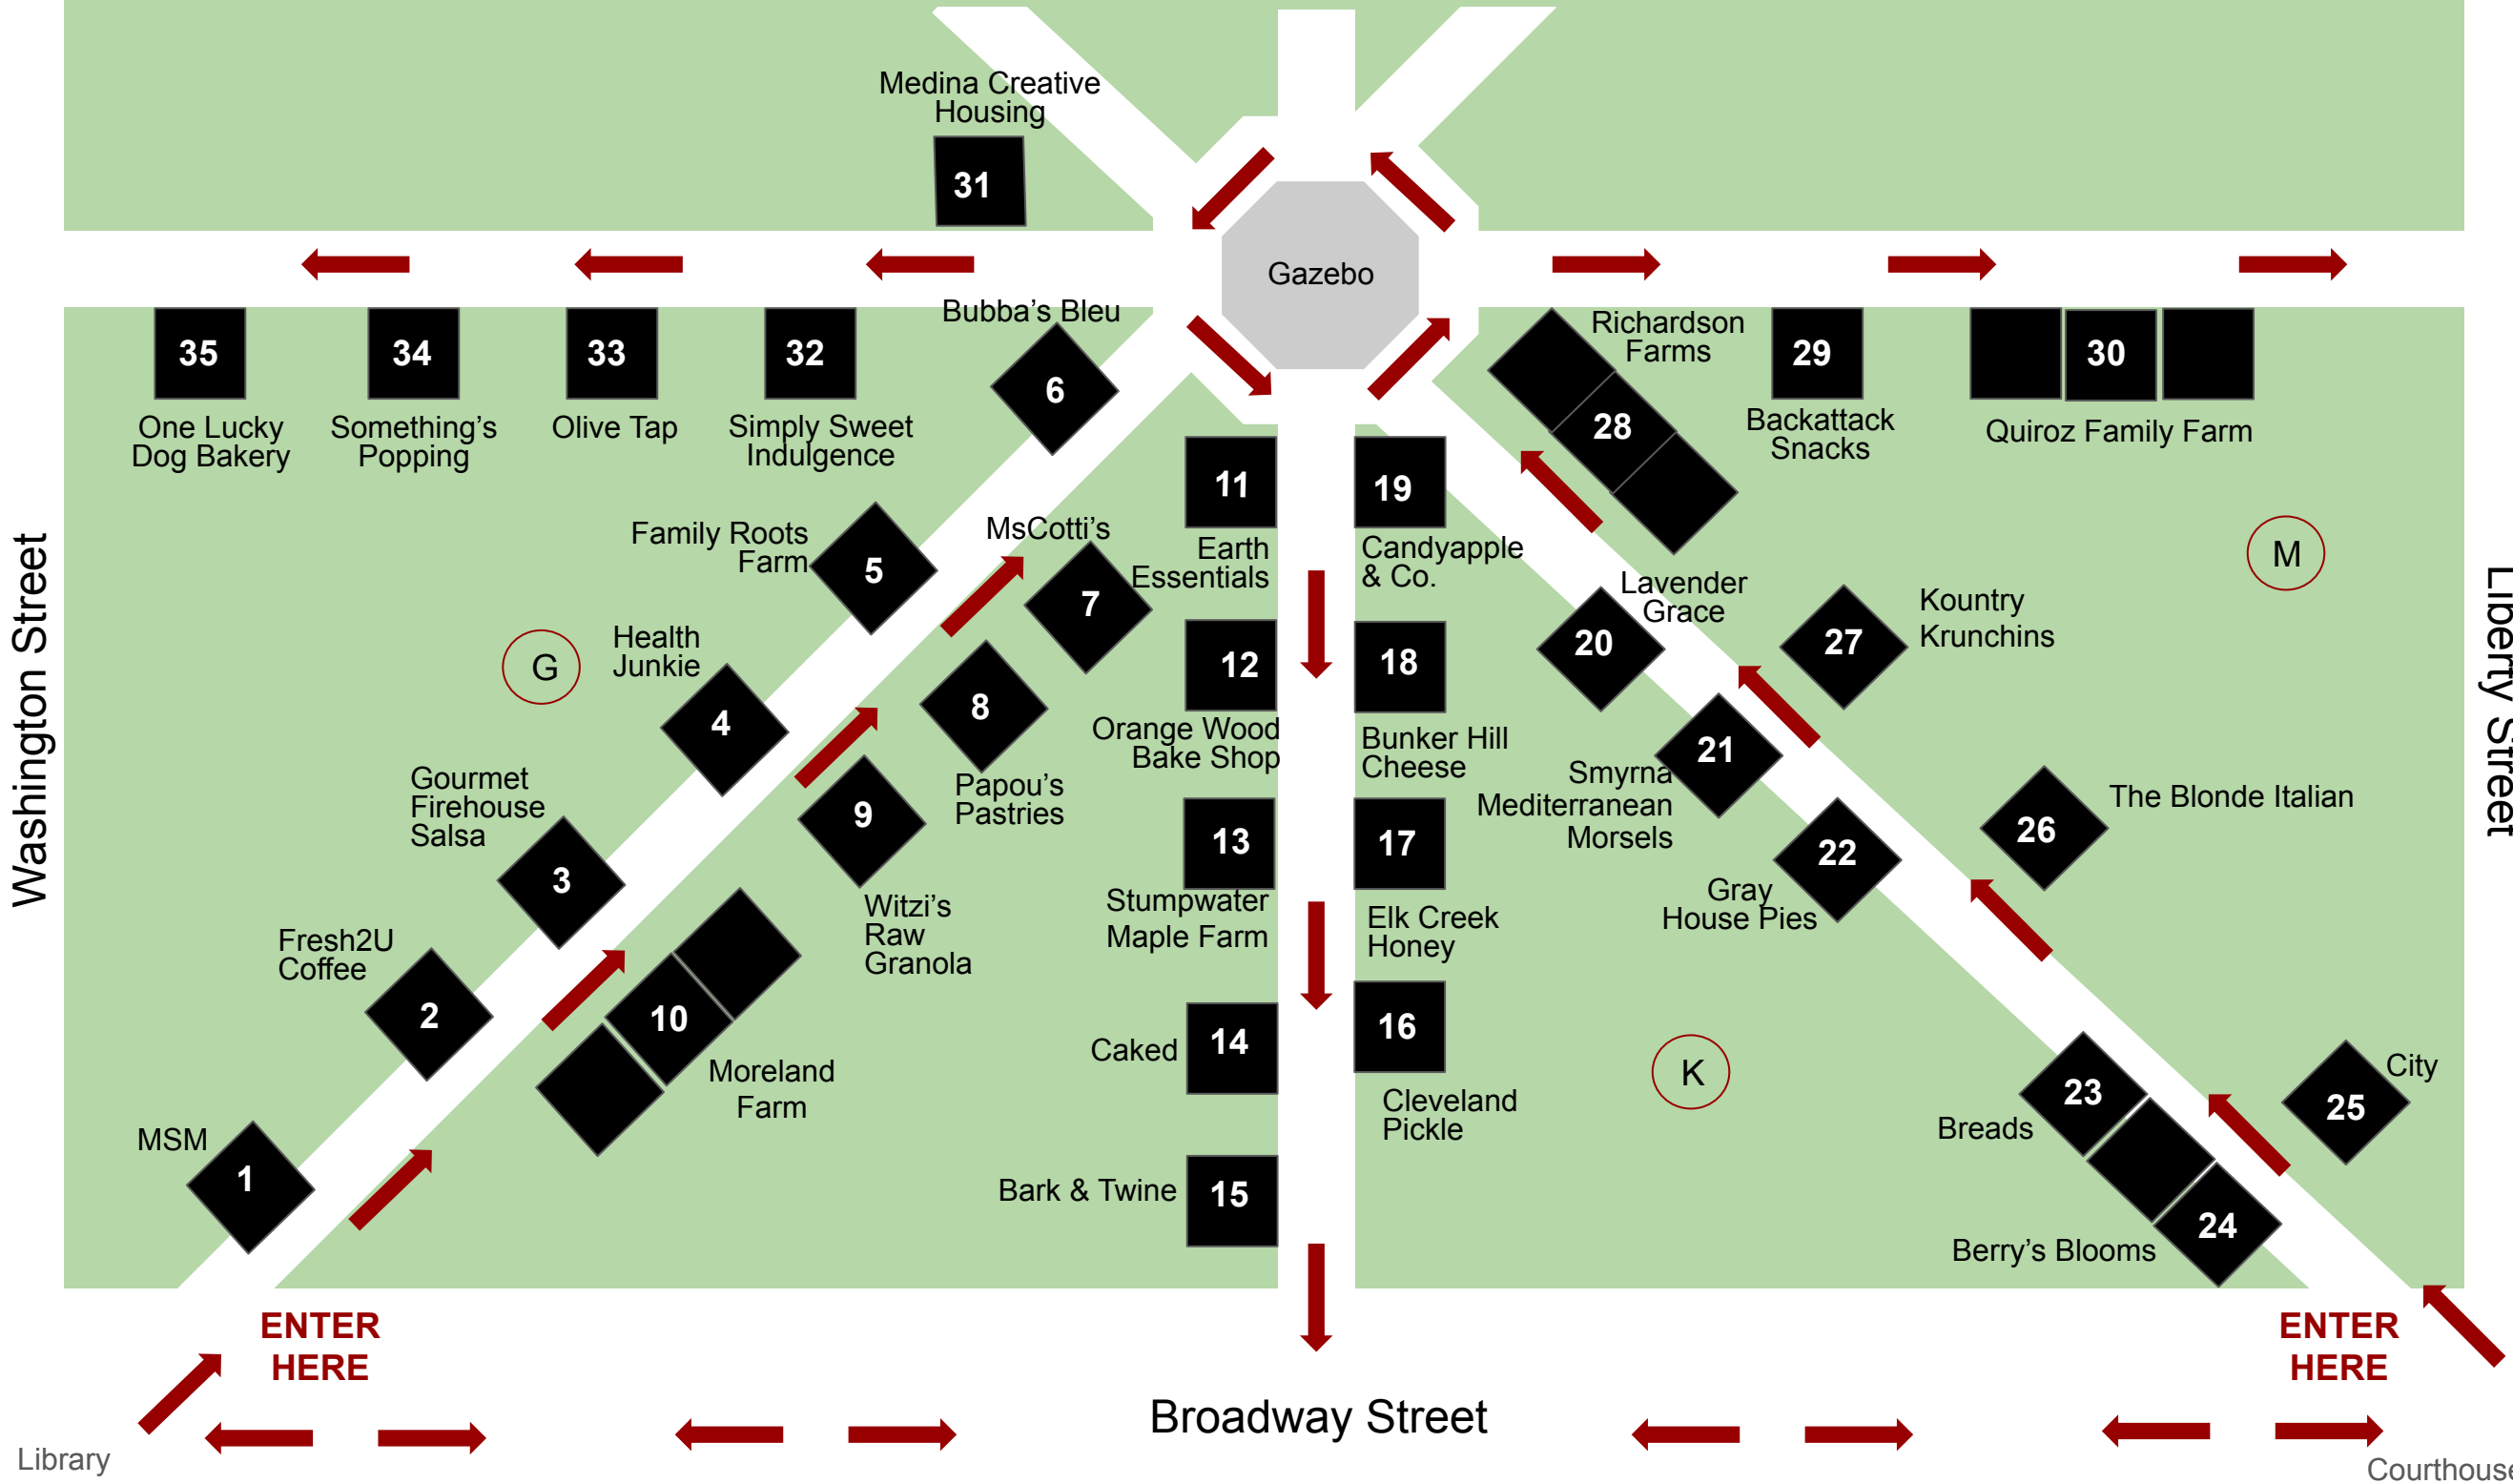 Medina Creative
Housing
31
Gazebo
Bubba's Bleu
Richardson
Farms
35
34
33
32
6
28
29
30
One Lucky
Dog Bakery
Something's
Popping
Olive Tap
Simply Sweet
Indulgence
Backattack
Snacks
Quiroz Family Farm
Washington Street
Liberty Street
Family Roots
Farm
5
MsCotti's
7
11
Earth
Essentials
19
Candyapple
& Co.
Lavender
Grace
20
27
Kountry
Krunchins
M
G
Health
Junkie
4
8
Papou's
Pastries
12
Orange Wood
Bake Shop
18
Bunker Hill
Cheese
21
Smyrna
Mediterranean
Morsels
26
The Blonde Italian
Gourmet
Firehouse
Salsa
3
9
Witzi's
Raw
Granola
13
Stumpwater
Maple Farm
17
Elk Creek
Honey
22
Gray
House Pies
Fresh2U
Coffee
2
10
Moreland
Farm
14
Caked
16
Cleveland
Pickle
K
23
Breads
25
City
MSM
1
Bark & Twine
15
24
Berry's Blooms
ENTER
HERE
ENTER
HERE
Broadway Street
Library
Courthouse